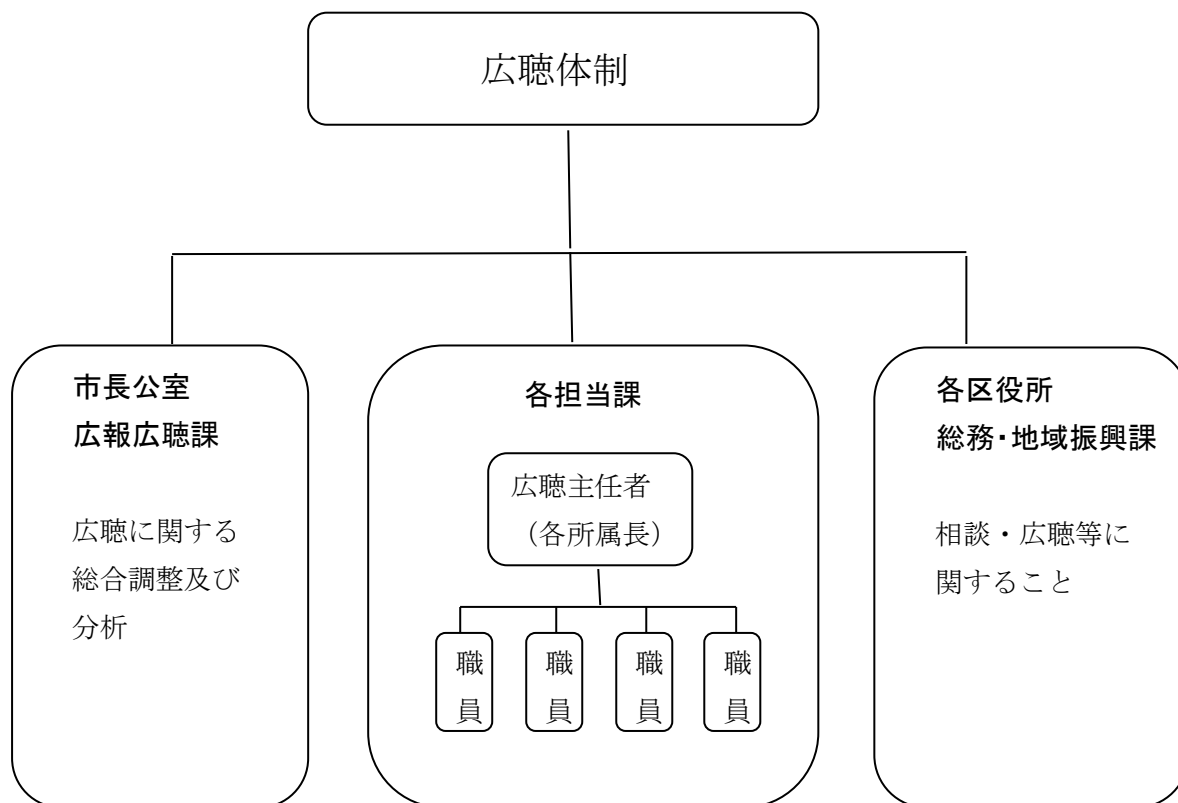 広聴体制
市長公室
広報広聴課
広聴に関する
総合調整及び
分析
各担当課
広聴主任者
（各所属長）
職員
職員
職員
職員
各区役所
総務・地域振興課
相談・広聴等に
関すること